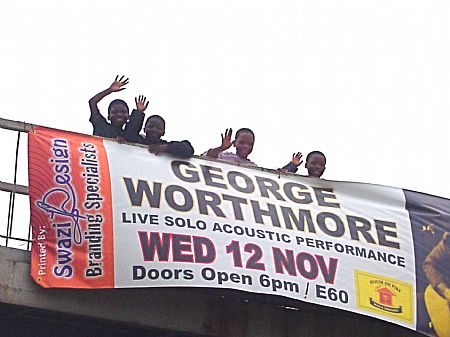 Printed By:
Swazi Design
Branding Specialists
GEORGE
WORTHMORE
LIVE SOLO ACOUSTIC PERFORMANCE
WED 12 NOV
Doors Open 6pm / E60
HOUSE ON FIRE